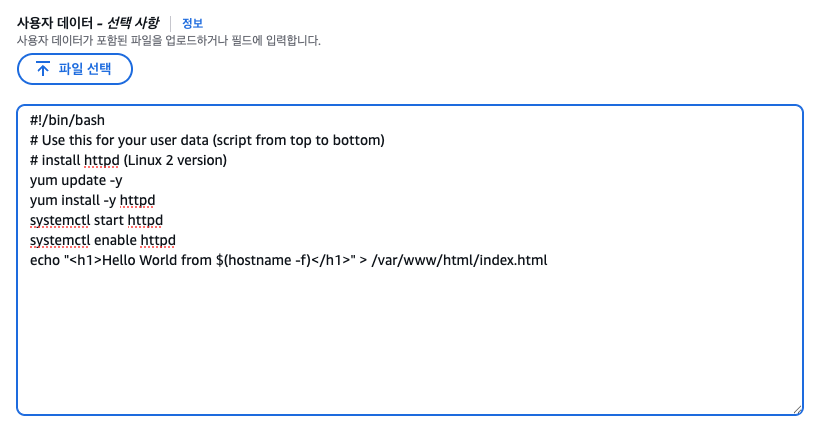 사용자 데이터 - 선택 사항 정보
사용자 데이터가 포함된 파일을 업로드하거나 필드에 입력합니다.
파일 선택
#!/bin/bash
# Use this for your user data (script from top to bottom)
# install httpd (Linux 2 version)
yum update -y
yum install -y httpd
systemctl start httpd
systemctl enable httpd
echo "<h1>Hello World from $(hostname -f)</h1>" > /var/www/html/index.html